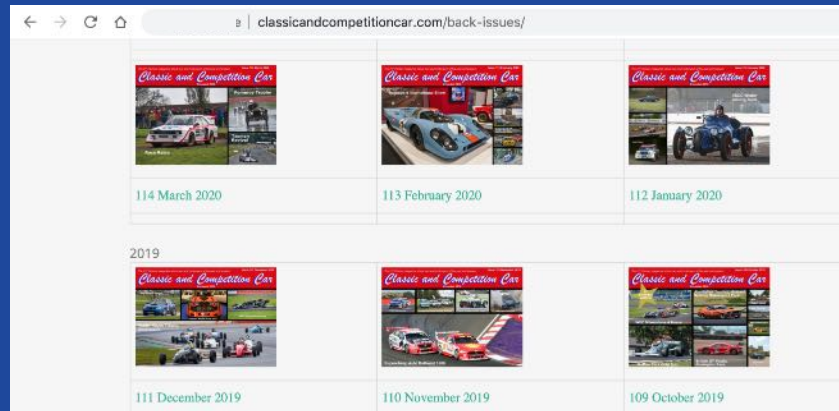 classicandcompetitioncar.com/back-issues/
Classic and Competition Car
Classic and Competition Car
Classic and Competition Car
114 March 2020
113 February 2020
112 January 2020
2019
Classic and Competition Car
Classic and Competition Car
Classic and Competition Car
111 December 2019
110 November 2019
109 October 2019